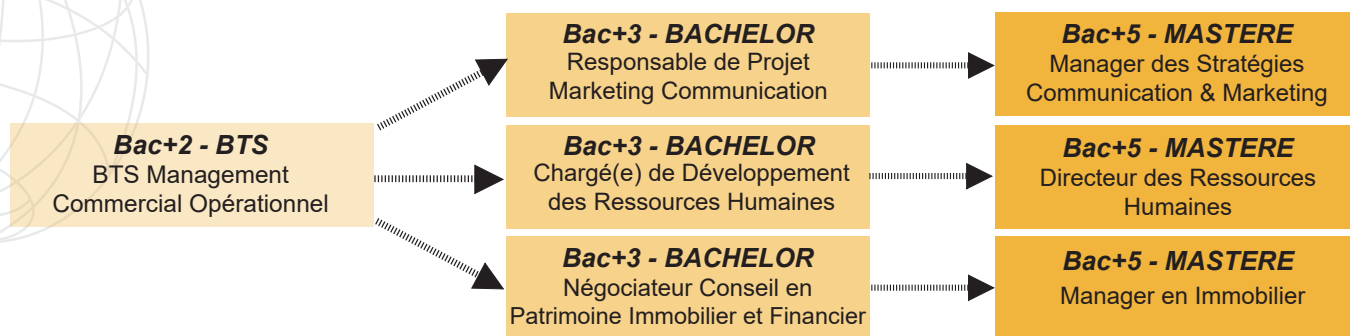 Bac+2 - BTS
BTS Management
Commercial Opérationnel
Bac+3 - BACHELOR
Responsable de Projet
Marketing Communication
Bac+5 - MASTERE
Manager des Stratégies
Communication & Marketing
Bac+3 - BACHELOR
Chargé(e) de Développement
des Ressources Humaines
Bac+5 - MASTERE
Directeur des Ressources
Humaines
Bac+3 - BACHELOR
Négociateur Conseil en
Patrimoine Immobilier et Financier
Bac+5 - MASTERE
Manager en Immobilier